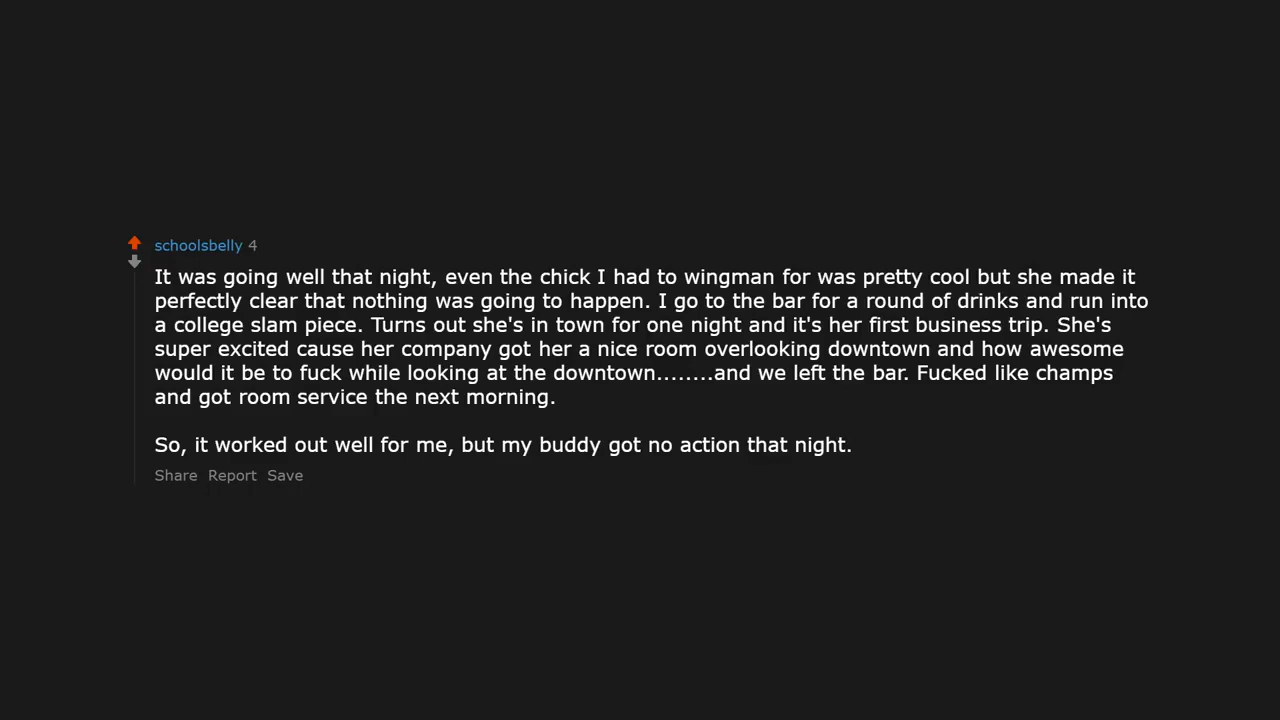 schoolsbelly 4
It was going well that night, even the chick I had to wingman for was pretty cool but she made it
perfectly clear that nothing was going to happen. I go to the bar for a round of drinks and run into
a college slam piece. Turns out she's in town for one night and it's her first business trip. She's
super excited cause her company got her a nice room overlooking downtown and how awesome
would it be to fuck while looking at the downtown........and we left the bar. Fucked like champs
and got room service the next morning.
So, it worked out well for me, but my buddy got no action that night.
Share Report Save